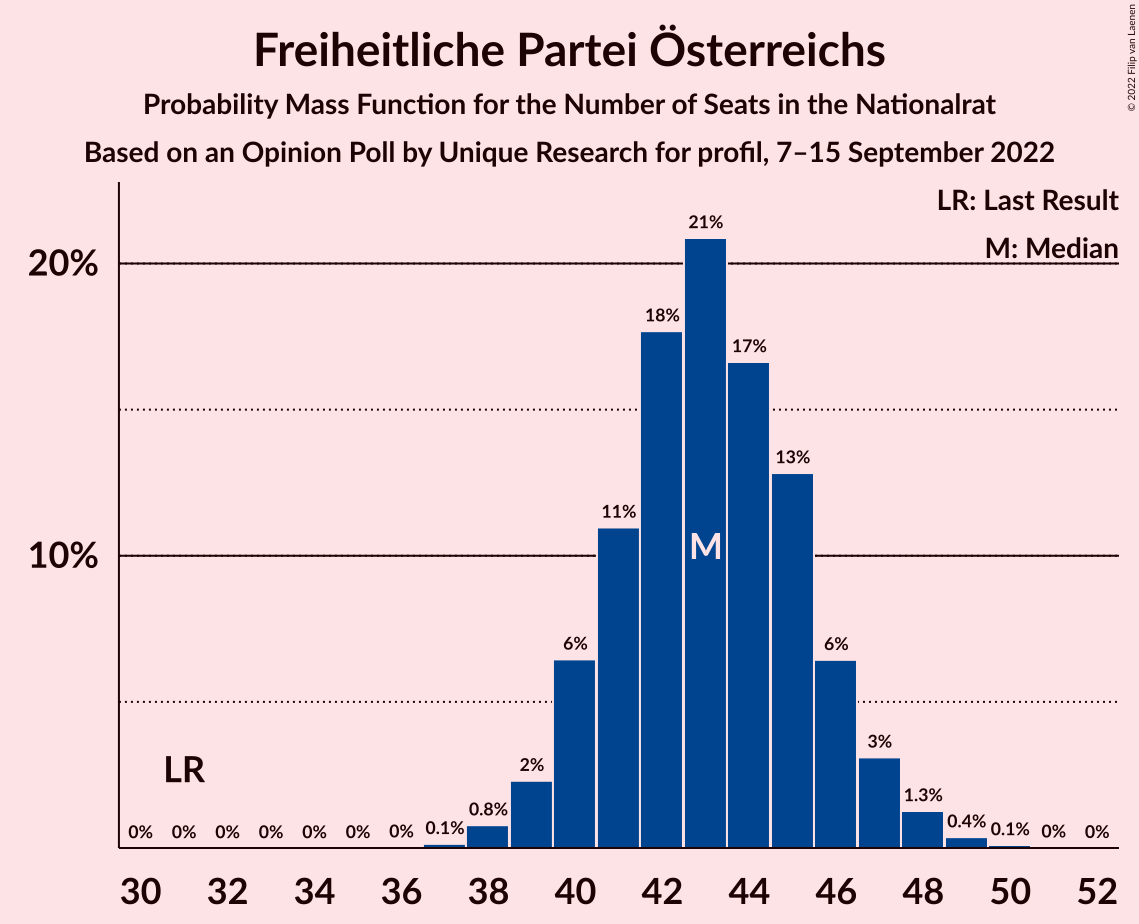 Freiheitliche Partei Österreichs
Probability Mass Function for the Number of Seats in the Nationalrat
Based on an Opinion Poll by Unique Research for profil, 7–15 September 2022
© 2022 Filip van Laenen
LR: Last Result
M: Median
20%
10%
21%
18%
17%
13%
11%
M
6%
6%
3%
LR
2%
1.3%
0.8%
0.4%
0% 0% 0% 0% 0% 0% 0% 0.1% 0.1% 0% 0%
30 32 34 36 38 40 42 44 46 48 50 52